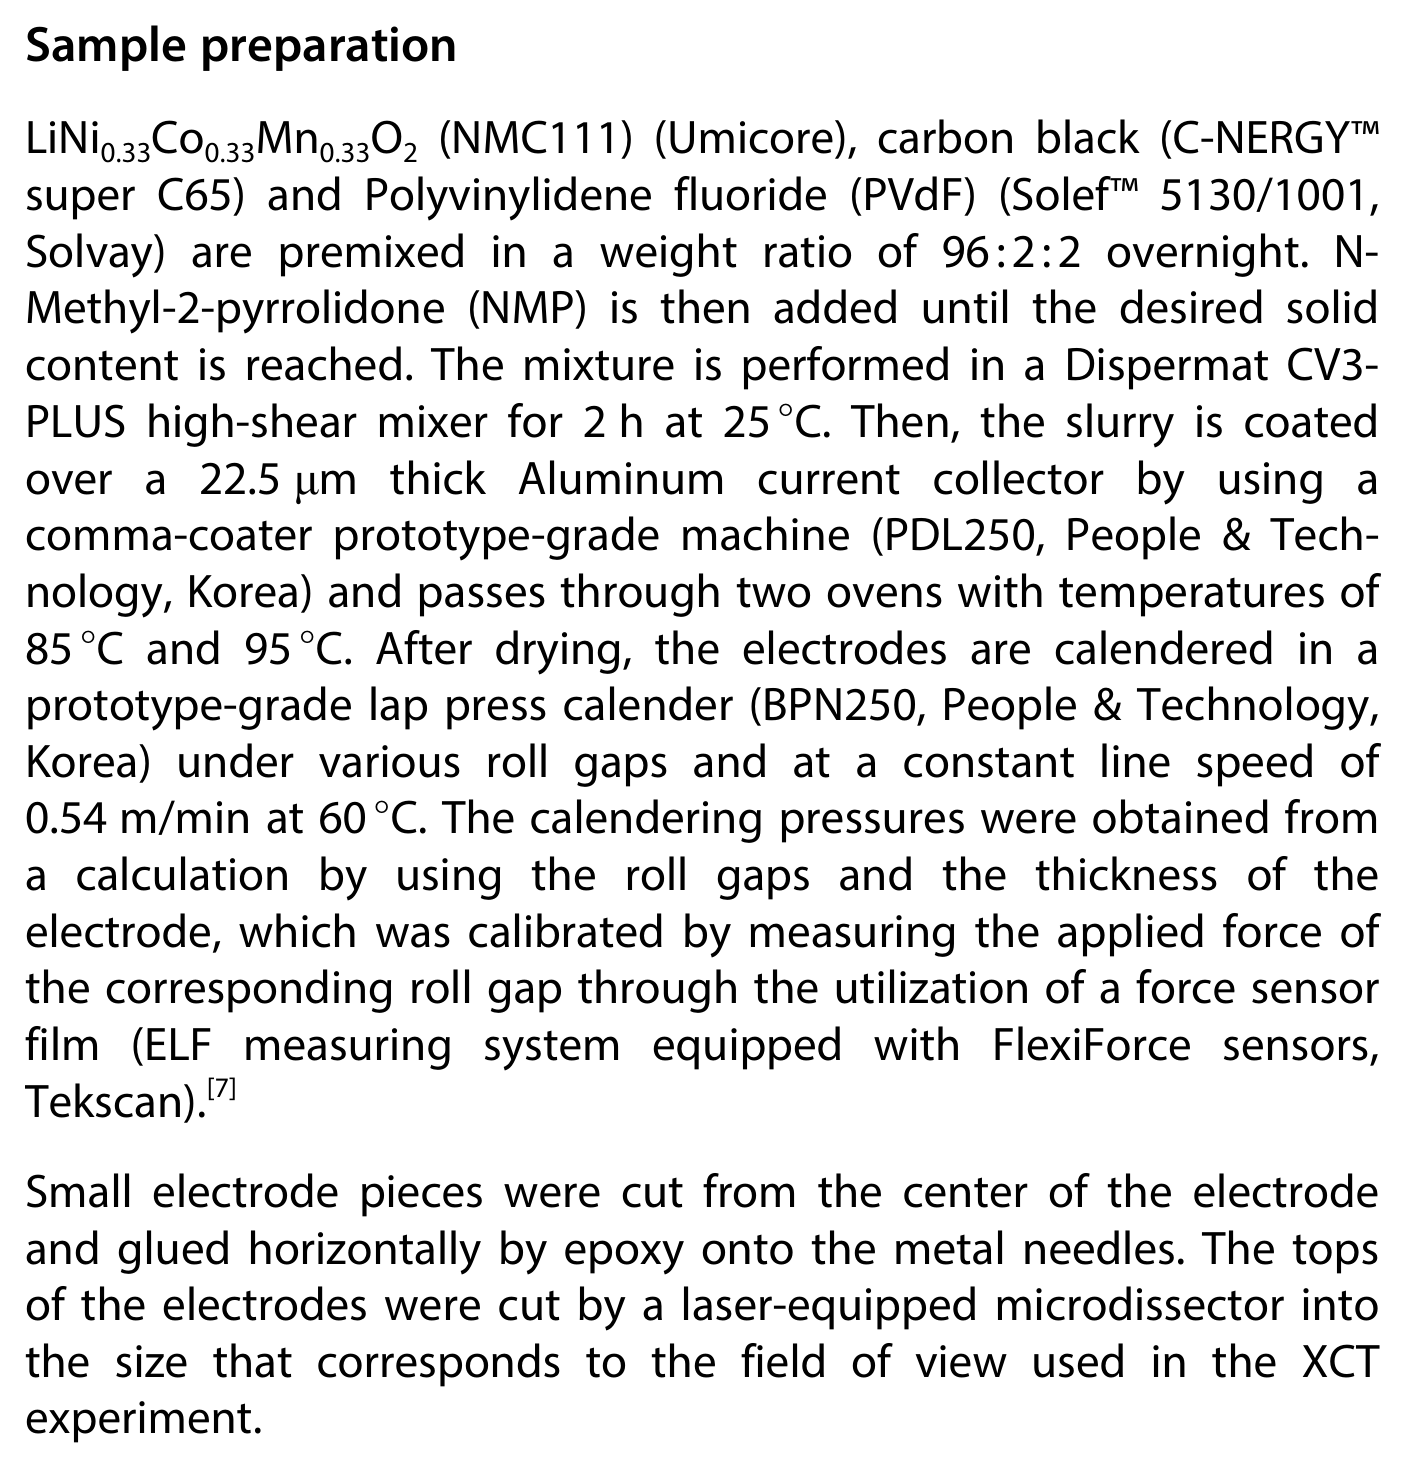 Sample preparation
LiNi0.33Co0.33Mn0.33O2 (NMC111) (Umicore), carbon black (C-NERGY™
super C65) and Polyvinylidene fluoride (PVdF) (Solef™ 5130/1001,
Solvay) are premixed in a weight ratio of 96:2:2 overnight. N-
Methyl-2-pyrrolidone (NMP) is then added until the desired solid
content is reached. The mixture is performed in a Dispermat CV3-
PLUS high-shear mixer for 2 h at 25 °C. Then, the slurry is coated
over a 22.5 μm thick Aluminum current collector by using a
comma-coater prototype-grade machine (PDL250, People & Tech-
nology, Korea) and passes through two ovens with temperatures of
85 °C and 95 °C. After drying, the electrodes are calendered in a
prototype-grade lap press calender (BPN250, People & Technology,
Korea) under various roll gaps and at a constant line speed of
0.54 m/min at 60 °C. The calendering pressures were obtained from
a calculation by using the roll gaps and the thickness of the
electrode, which was calibrated by measuring the applied force of
the corresponding roll gap through the utilization of a force sensor
film (ELF measuring system equipped with FlexiForce sensors,
Tekscan).[7]
Small electrode pieces were cut from the center of the electrode
and glued horizontally by epoxy onto the metal needles. The tops
of the electrodes were cut by a laser-equipped microdissector into
the size that corresponds to the field of view used in the XCT
experiment.